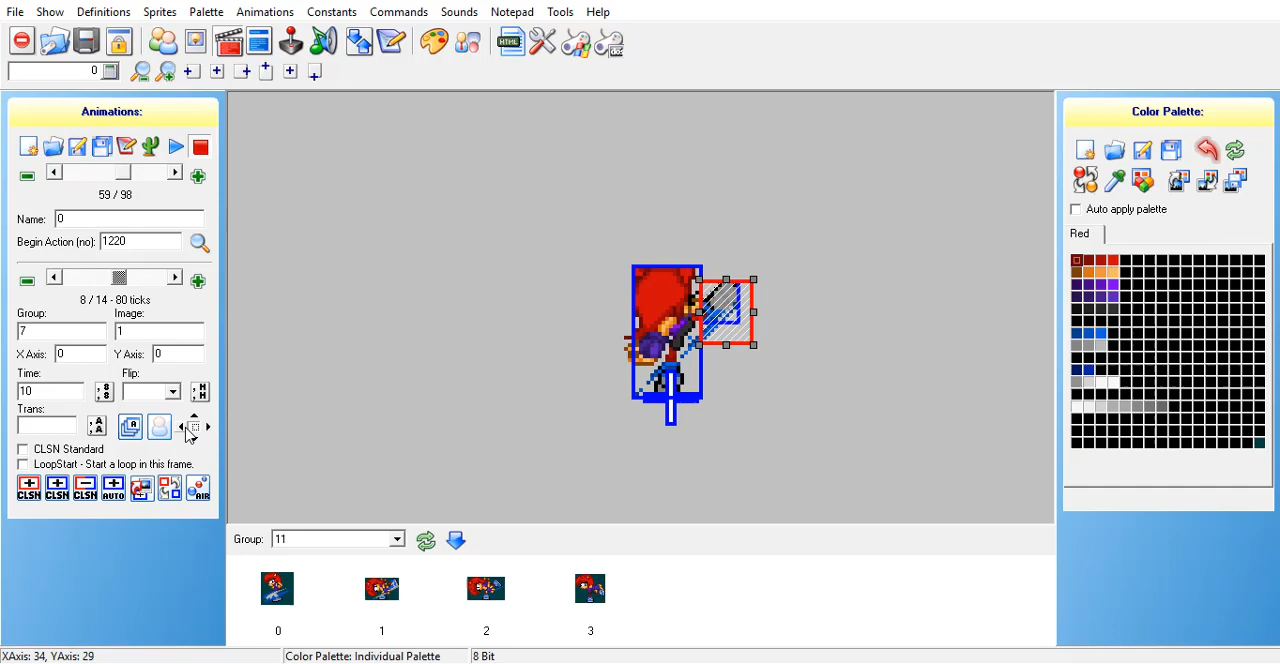 File Show Definitions Sprites Palette Animations Constants Commands Sounds Notepad Tools Help
HTML
0
Animations:
59 / 98
Name: 0
Begin Action (no): 1220
8 / 14 - 80 ticks
Group: Image:
7 1
X Axis: 0 Y Axis: 0
Time: Flip:
10
Trans:
CLSN Standard
LoopStart - Start a loop in this frame.
CLSN CLSN CLSN AUTO AIR
Group: 11
0 1 2 3
Color Palette:
Auto apply palette
Red
XAxis: 34, YAxis: 29 Color Palette: Individual Palette 8 Bit